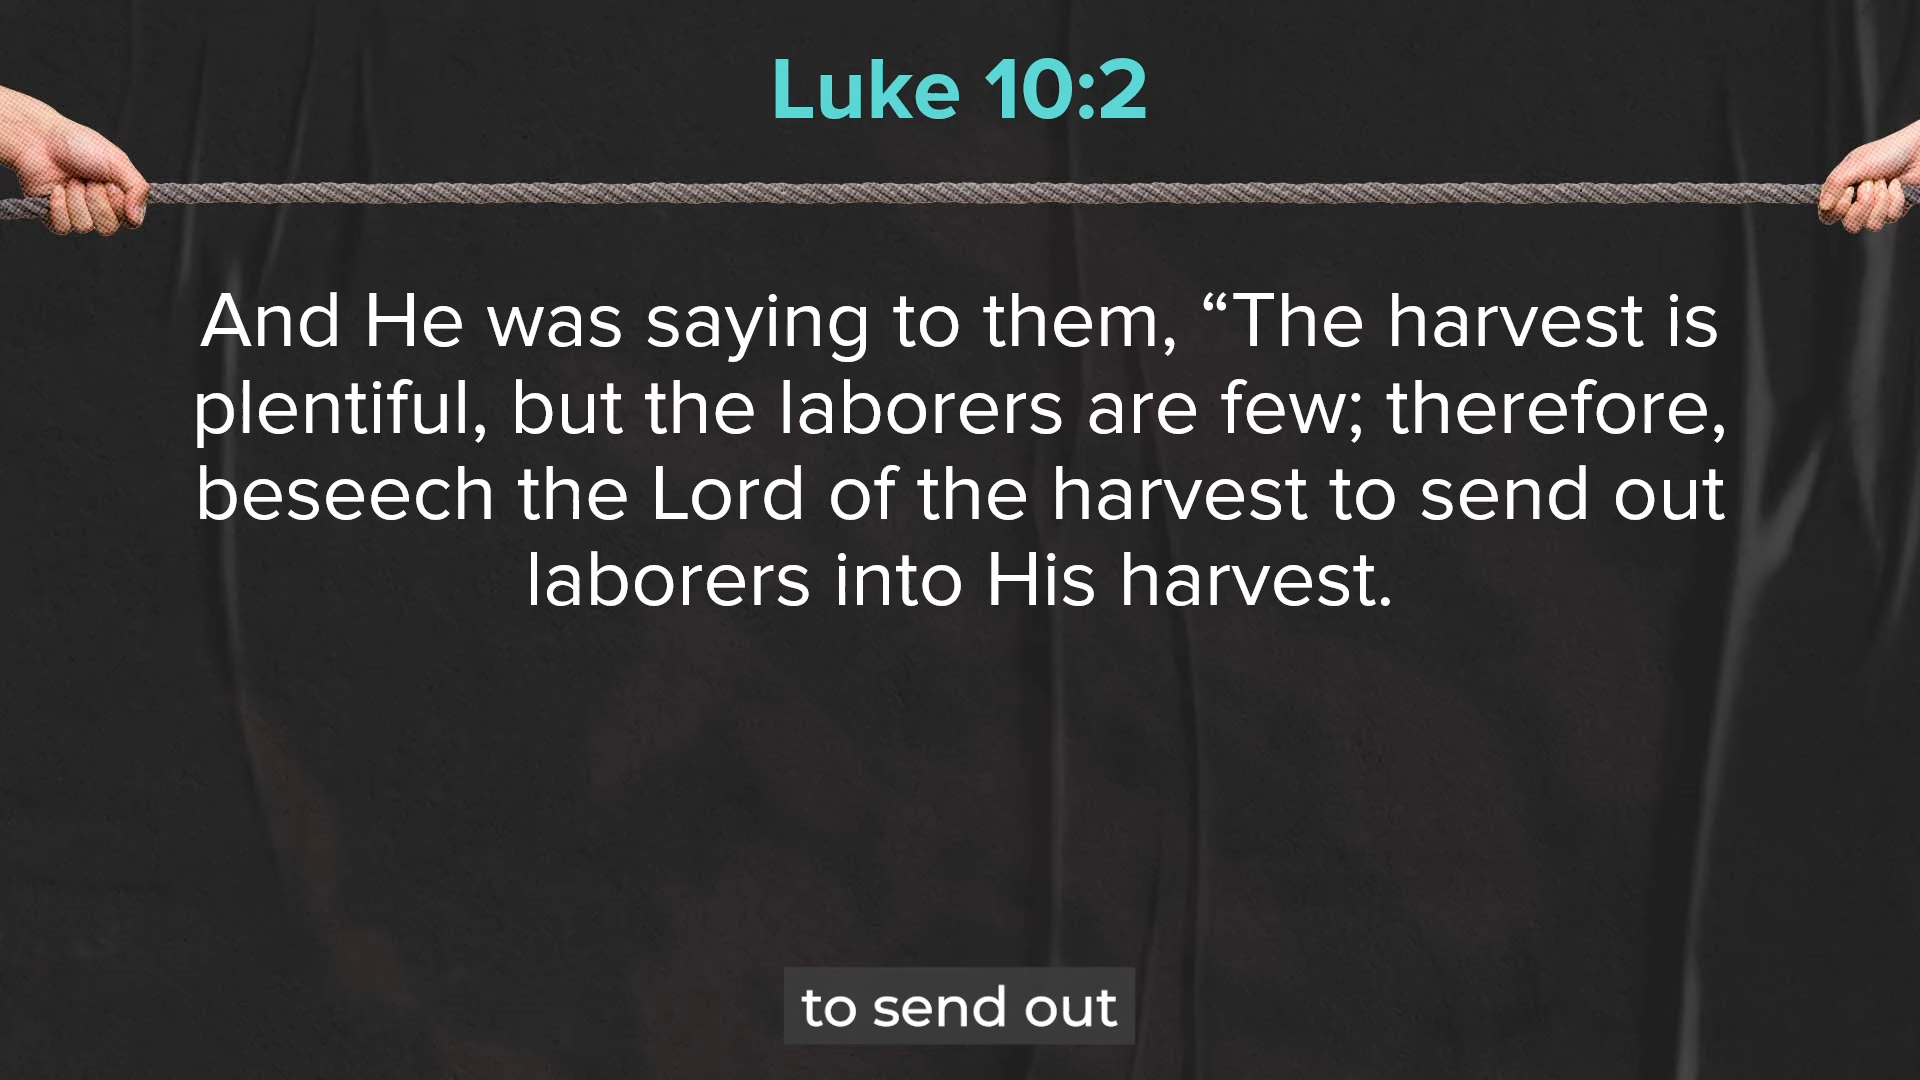 Luke 10:2
And He was saying to them, “The harvest is
plentiful, but the laborers are few; therefore,
beseech the Lord of the harvest to send out
laborers into His harvest.
to send out